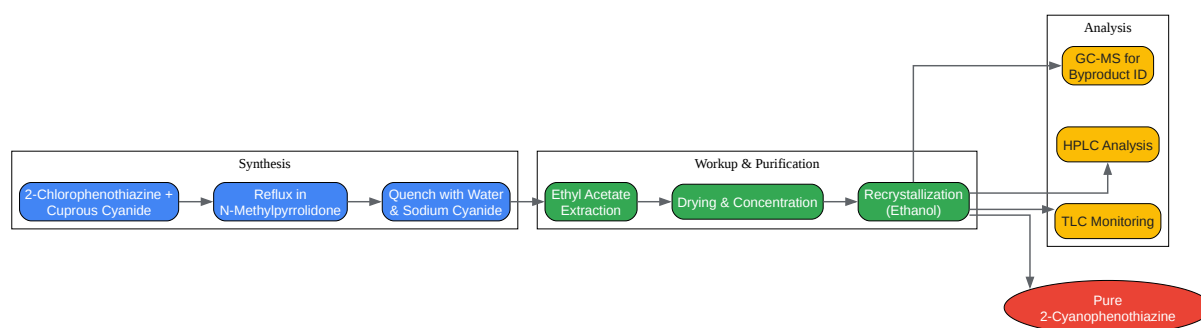 Synthesis
2-Chlorophenothiazine +
Cuprous Cyanide
Reflux in
N-Methylpyrrolidone
Quench with Water
& Sodium Cyanide
Workup & Purification
Ethyl Acetate
Extraction
Drying & Concentration
Recrystallization
(Ethanol)
Analysis
GC-MS for
Byproduct ID
HPLC Analysis
TLC Monitoring
Pure
2-Cyanophenothiazine